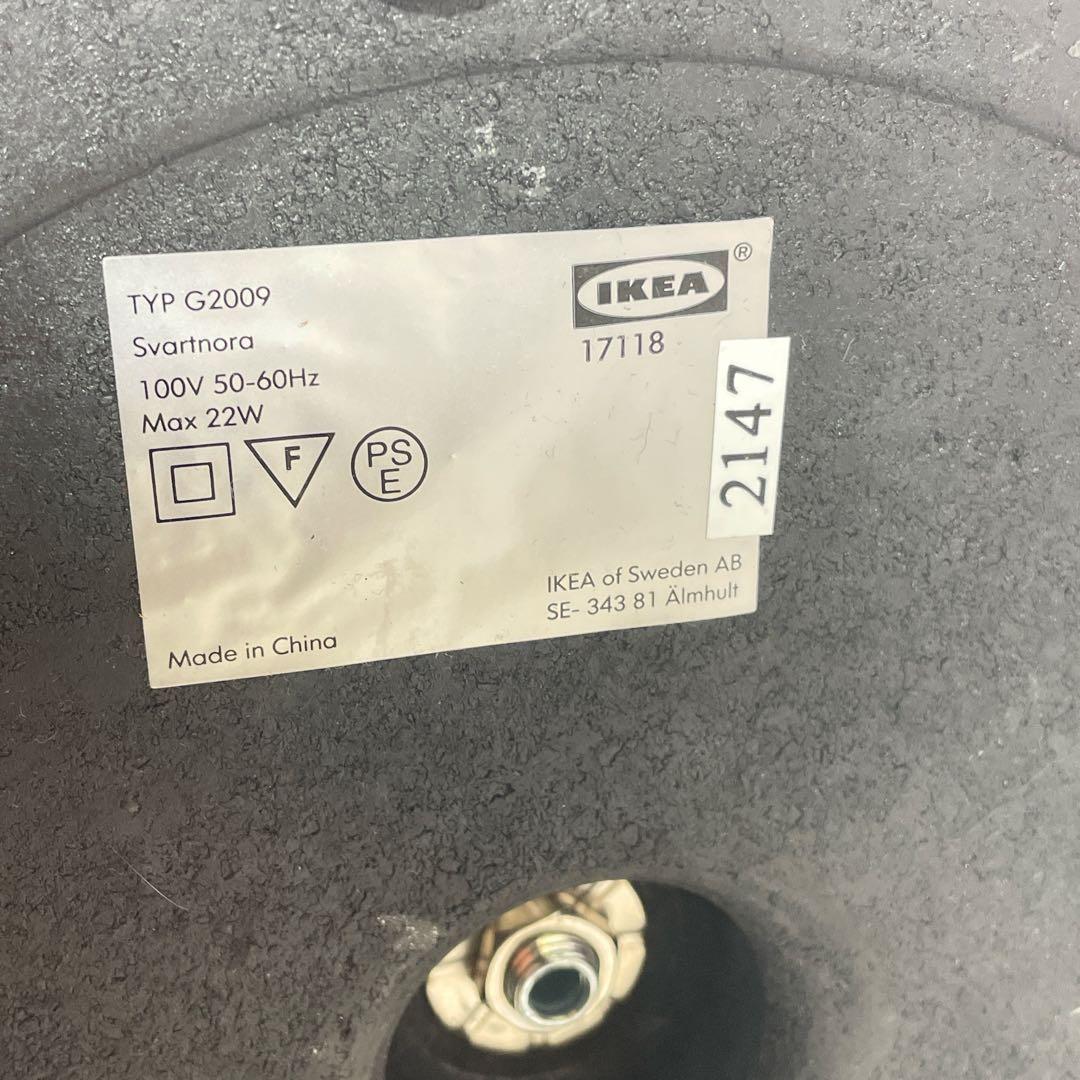 TYP G2009
Svartnora
100V 50-60Hz
Max 22W
F
PS
E
IKEA ®
17118
2147
IKEA of Sweden AB
SE- 343 81 Älmhult
Made in China